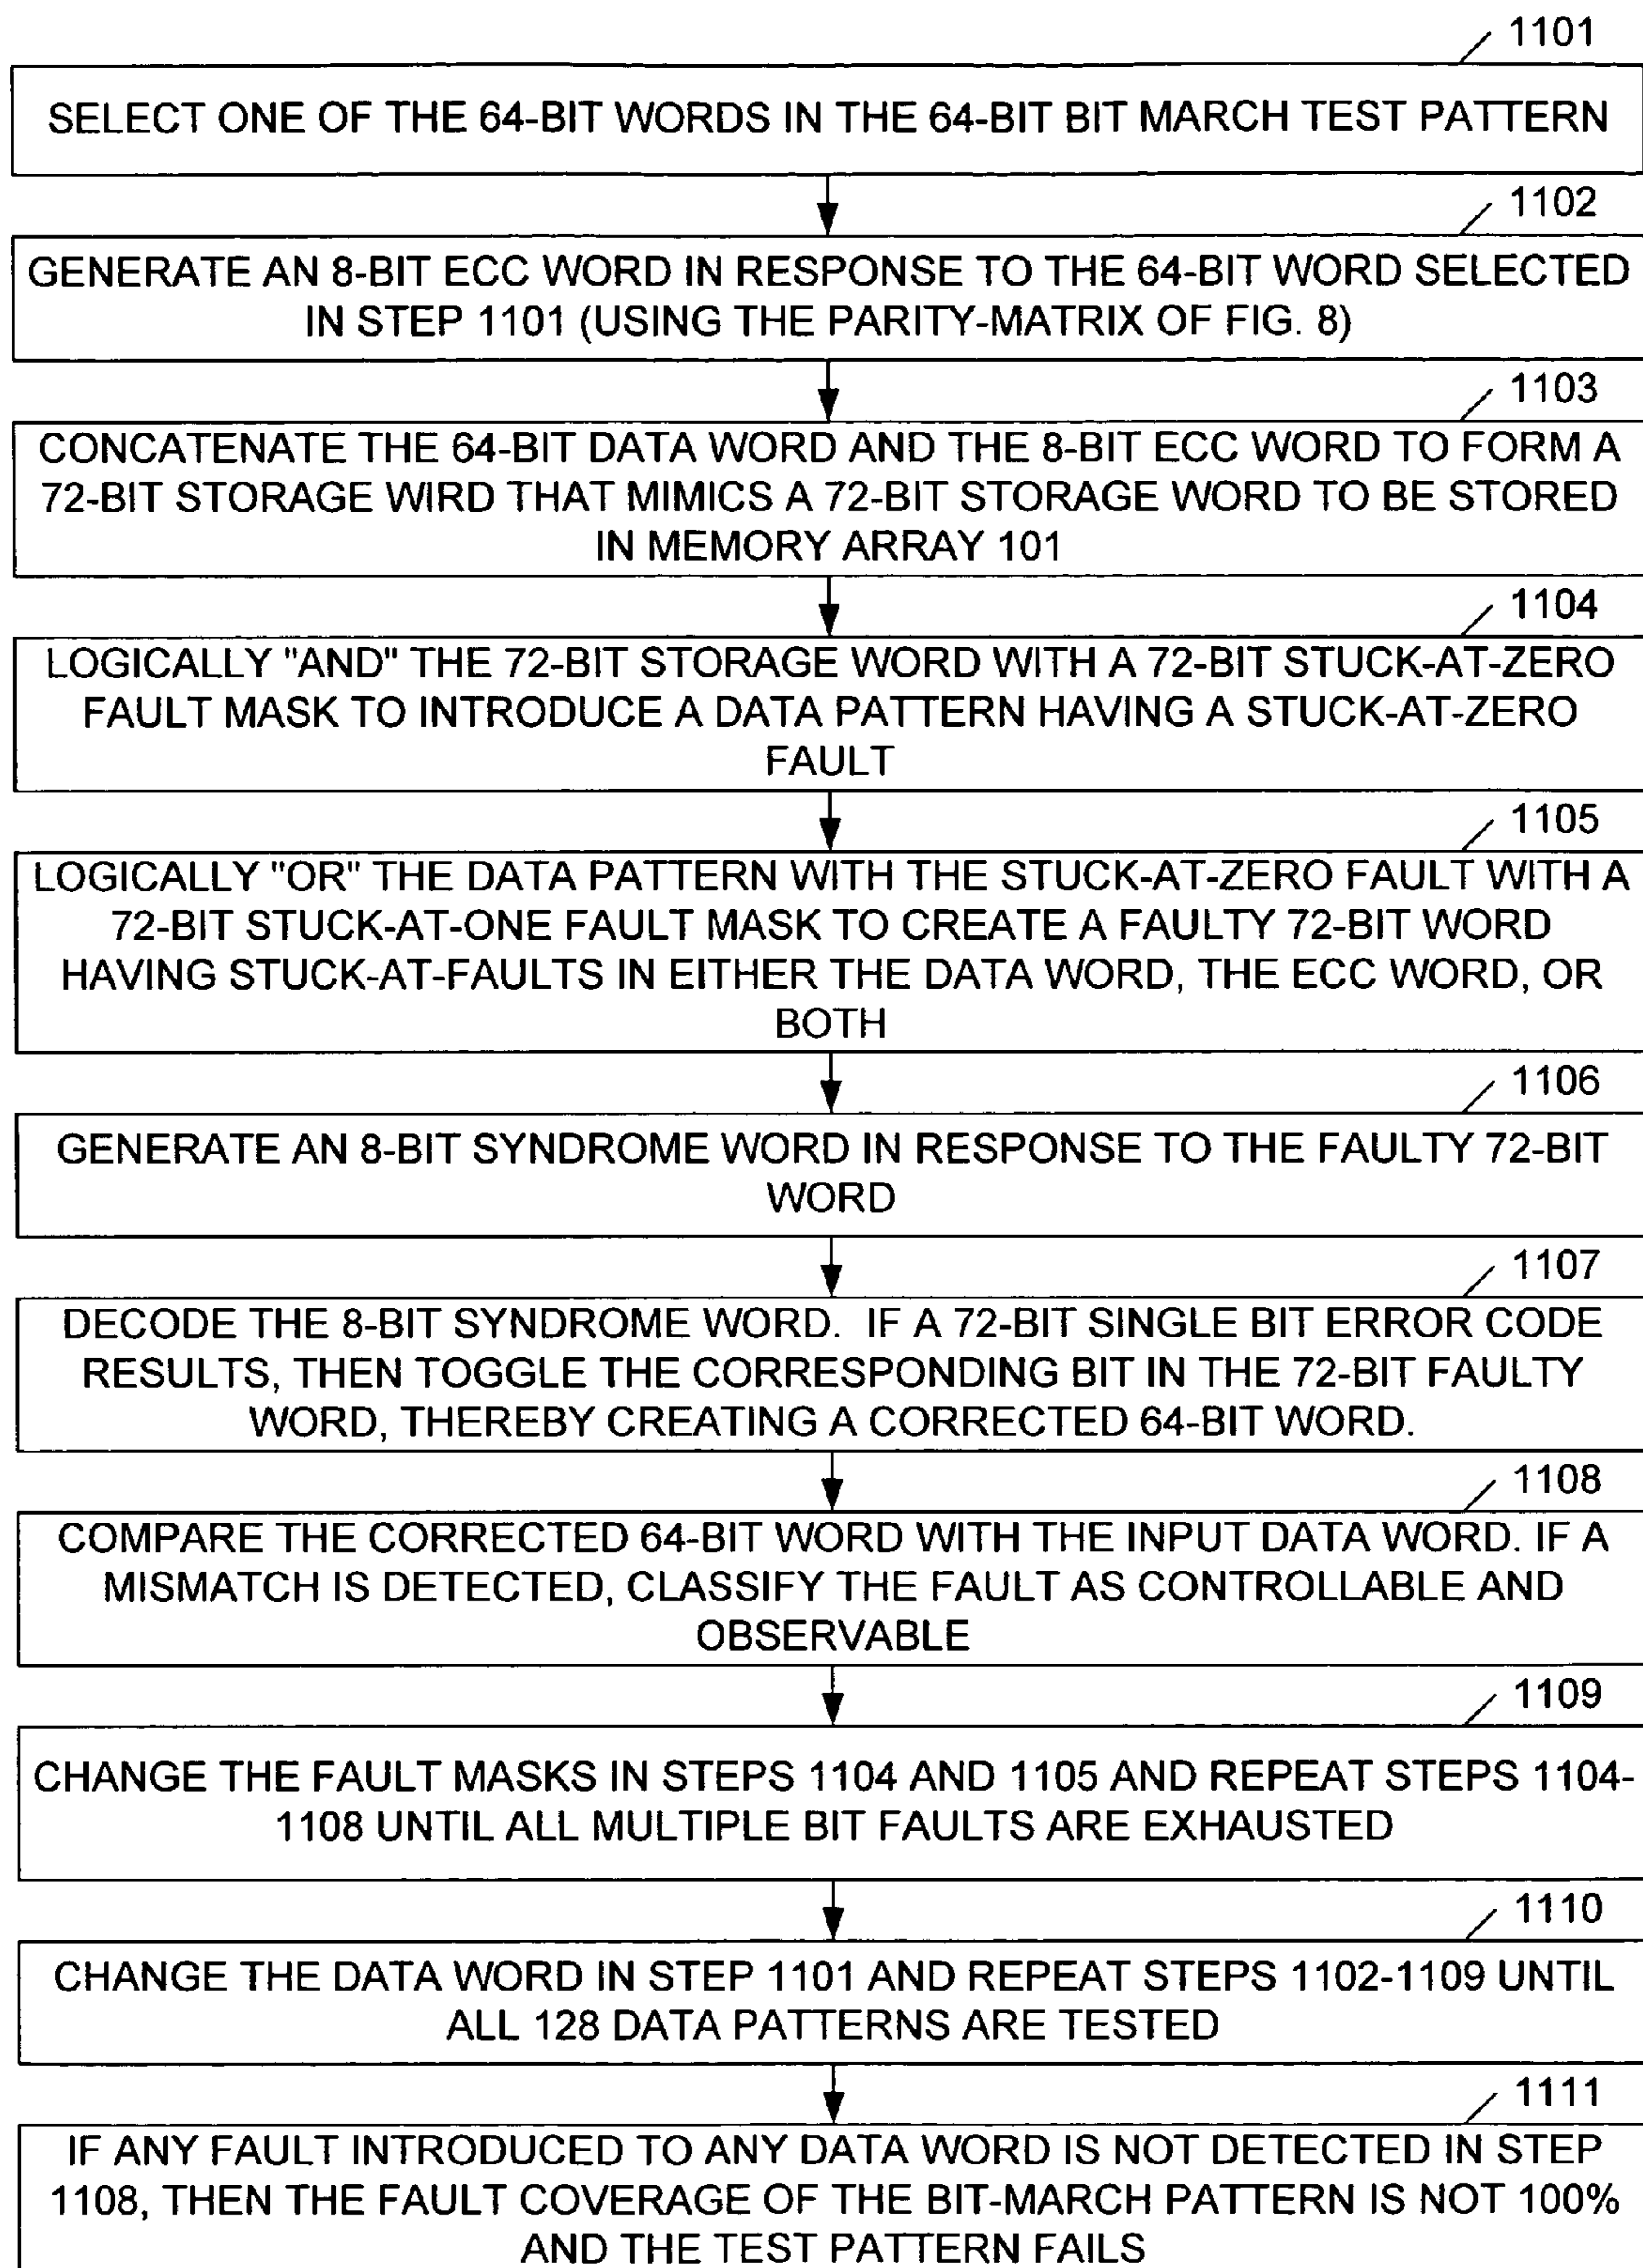 1101
SELECT ONE OF THE 64-BIT WORDS IN THE 64-BIT BIT MARCH TEST PATTERN
1102
GENERATE AN 8-BIT ECC WORD IN RESPONSE TO THE 64-BIT WORD SELECTED
IN STEP 1101 (USING THE PARITY-MATRIX OF FIG. 8)
1103
CONCATENATE THE 64-BIT DATA WORD AND THE 8-BIT ECC WORD TO FORM A
72-BIT STORAGE WIRD THAT MIMICS A 72-BIT STORAGE WORD TO BE STORED
IN MEMORY ARRAY 101
1104
LOGICALLY "AND" THE 72-BIT STORAGE WORD WITH A 72-BIT STUCK-AT-ZERO
FAULT MASK TO INTRODUCE A DATA PATTERN HAVING A STUCK-AT-ZERO
FAULT
1105
LOGICALLY "OR" THE DATA PATTERN WITH THE STUCK-AT-ZERO FAULT WITH A
72-BIT STUCK-AT-ONE FAULT MASK TO CREATE A FAULTY 72-BIT WORD
HAVING STUCK-AT-FAULTS IN EITHER THE DATA WORD, THE ECC WORD, OR
BOTH
1106
GENERATE AN 8-BIT SYNDROME WORD IN RESPONSE TO THE FAULTY 72-BIT
WORD
1107
DECODE THE 8-BIT SYNDROME WORD. IF A 72-BIT SINGLE BIT ERROR CODE
RESULTS, THEN TOGGLE THE CORRESPONDING BIT IN THE 72-BIT FAULTY
WORD, THEREBY CREATING A CORRECTED 64-BIT WORD.
1108
COMPARE THE CORRECTED 64-BIT WORD WITH THE INPUT DATA WORD. IF A
MISMATCH IS DETECTED, CLASSIFY THE FAULT AS CONTROLLABLE AND
OBSERVABLE
1109
CHANGE THE FAULT MASKS IN STEPS 1104 AND 1105 AND REPEAT STEPS 1104-
1108 UNTIL ALL MULTIPLE BIT FAULTS ARE EXHAUSTED
1110
CHANGE THE DATA WORD IN STEP 1101 AND REPEAT STEPS 1102-1109 UNTIL
ALL 128 DATA PATTERNS ARE TESTED
1111
IF ANY FAULT INTRODUCED TO ANY DATA WORD IS NOT DETECTED IN STEP
1108, THEN THE FAULT COVERAGE OF THE BIT-MARCH PATTERN IS NOT 100%
AND THE TEST PATTERN FAILS